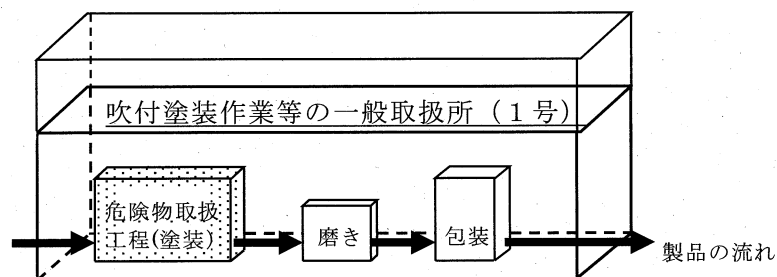 吹付塗装作業等の一般取扱所（１号）
危険物取扱
工程(塗装)
磨き
包装
製品の流れ